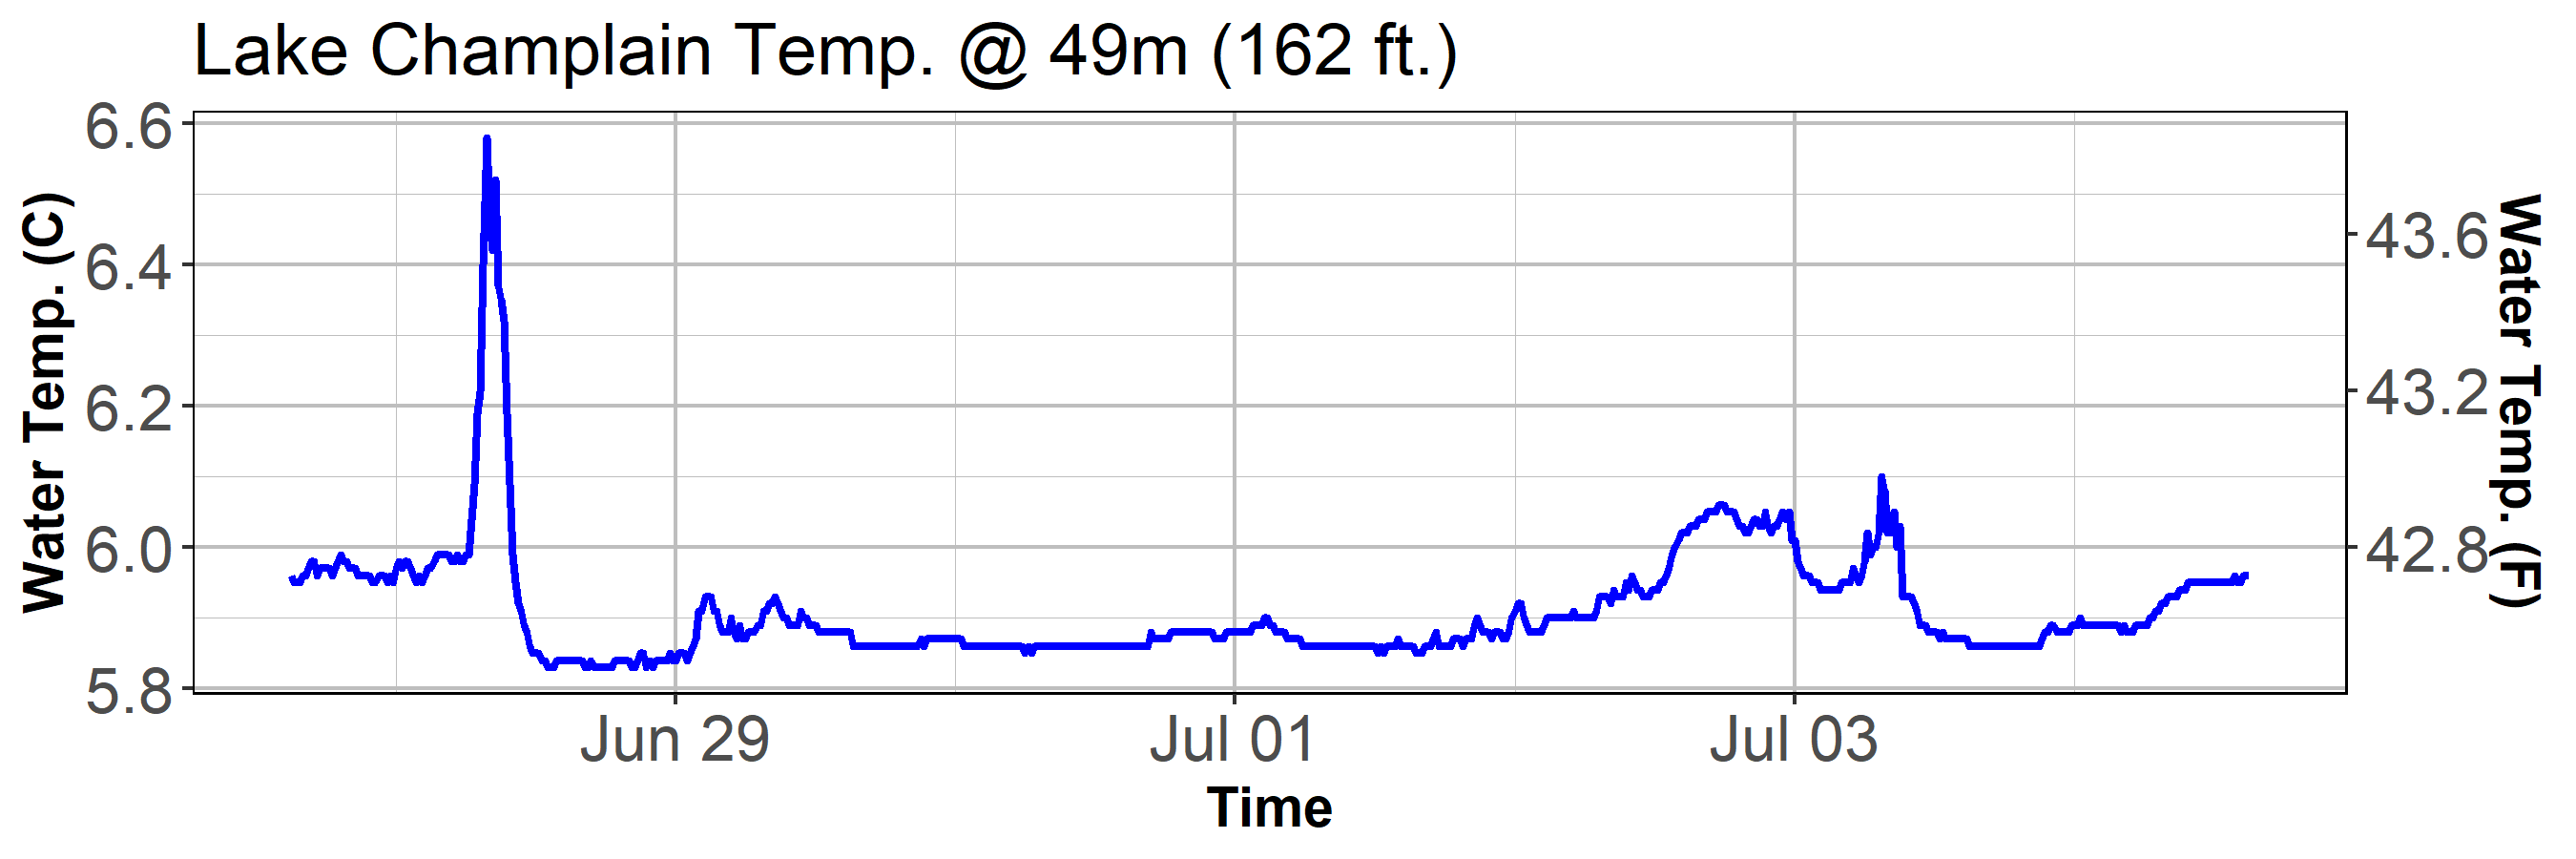 Lake Champlain Temp. @ 49m (162 ft.)
Water Temp. (C)
6.6
6.4
6.2
6.0
5.8
43.6
43.2
42.8
Water Temp. (F)
Jun 29
Jul 01
Jul 03
Time